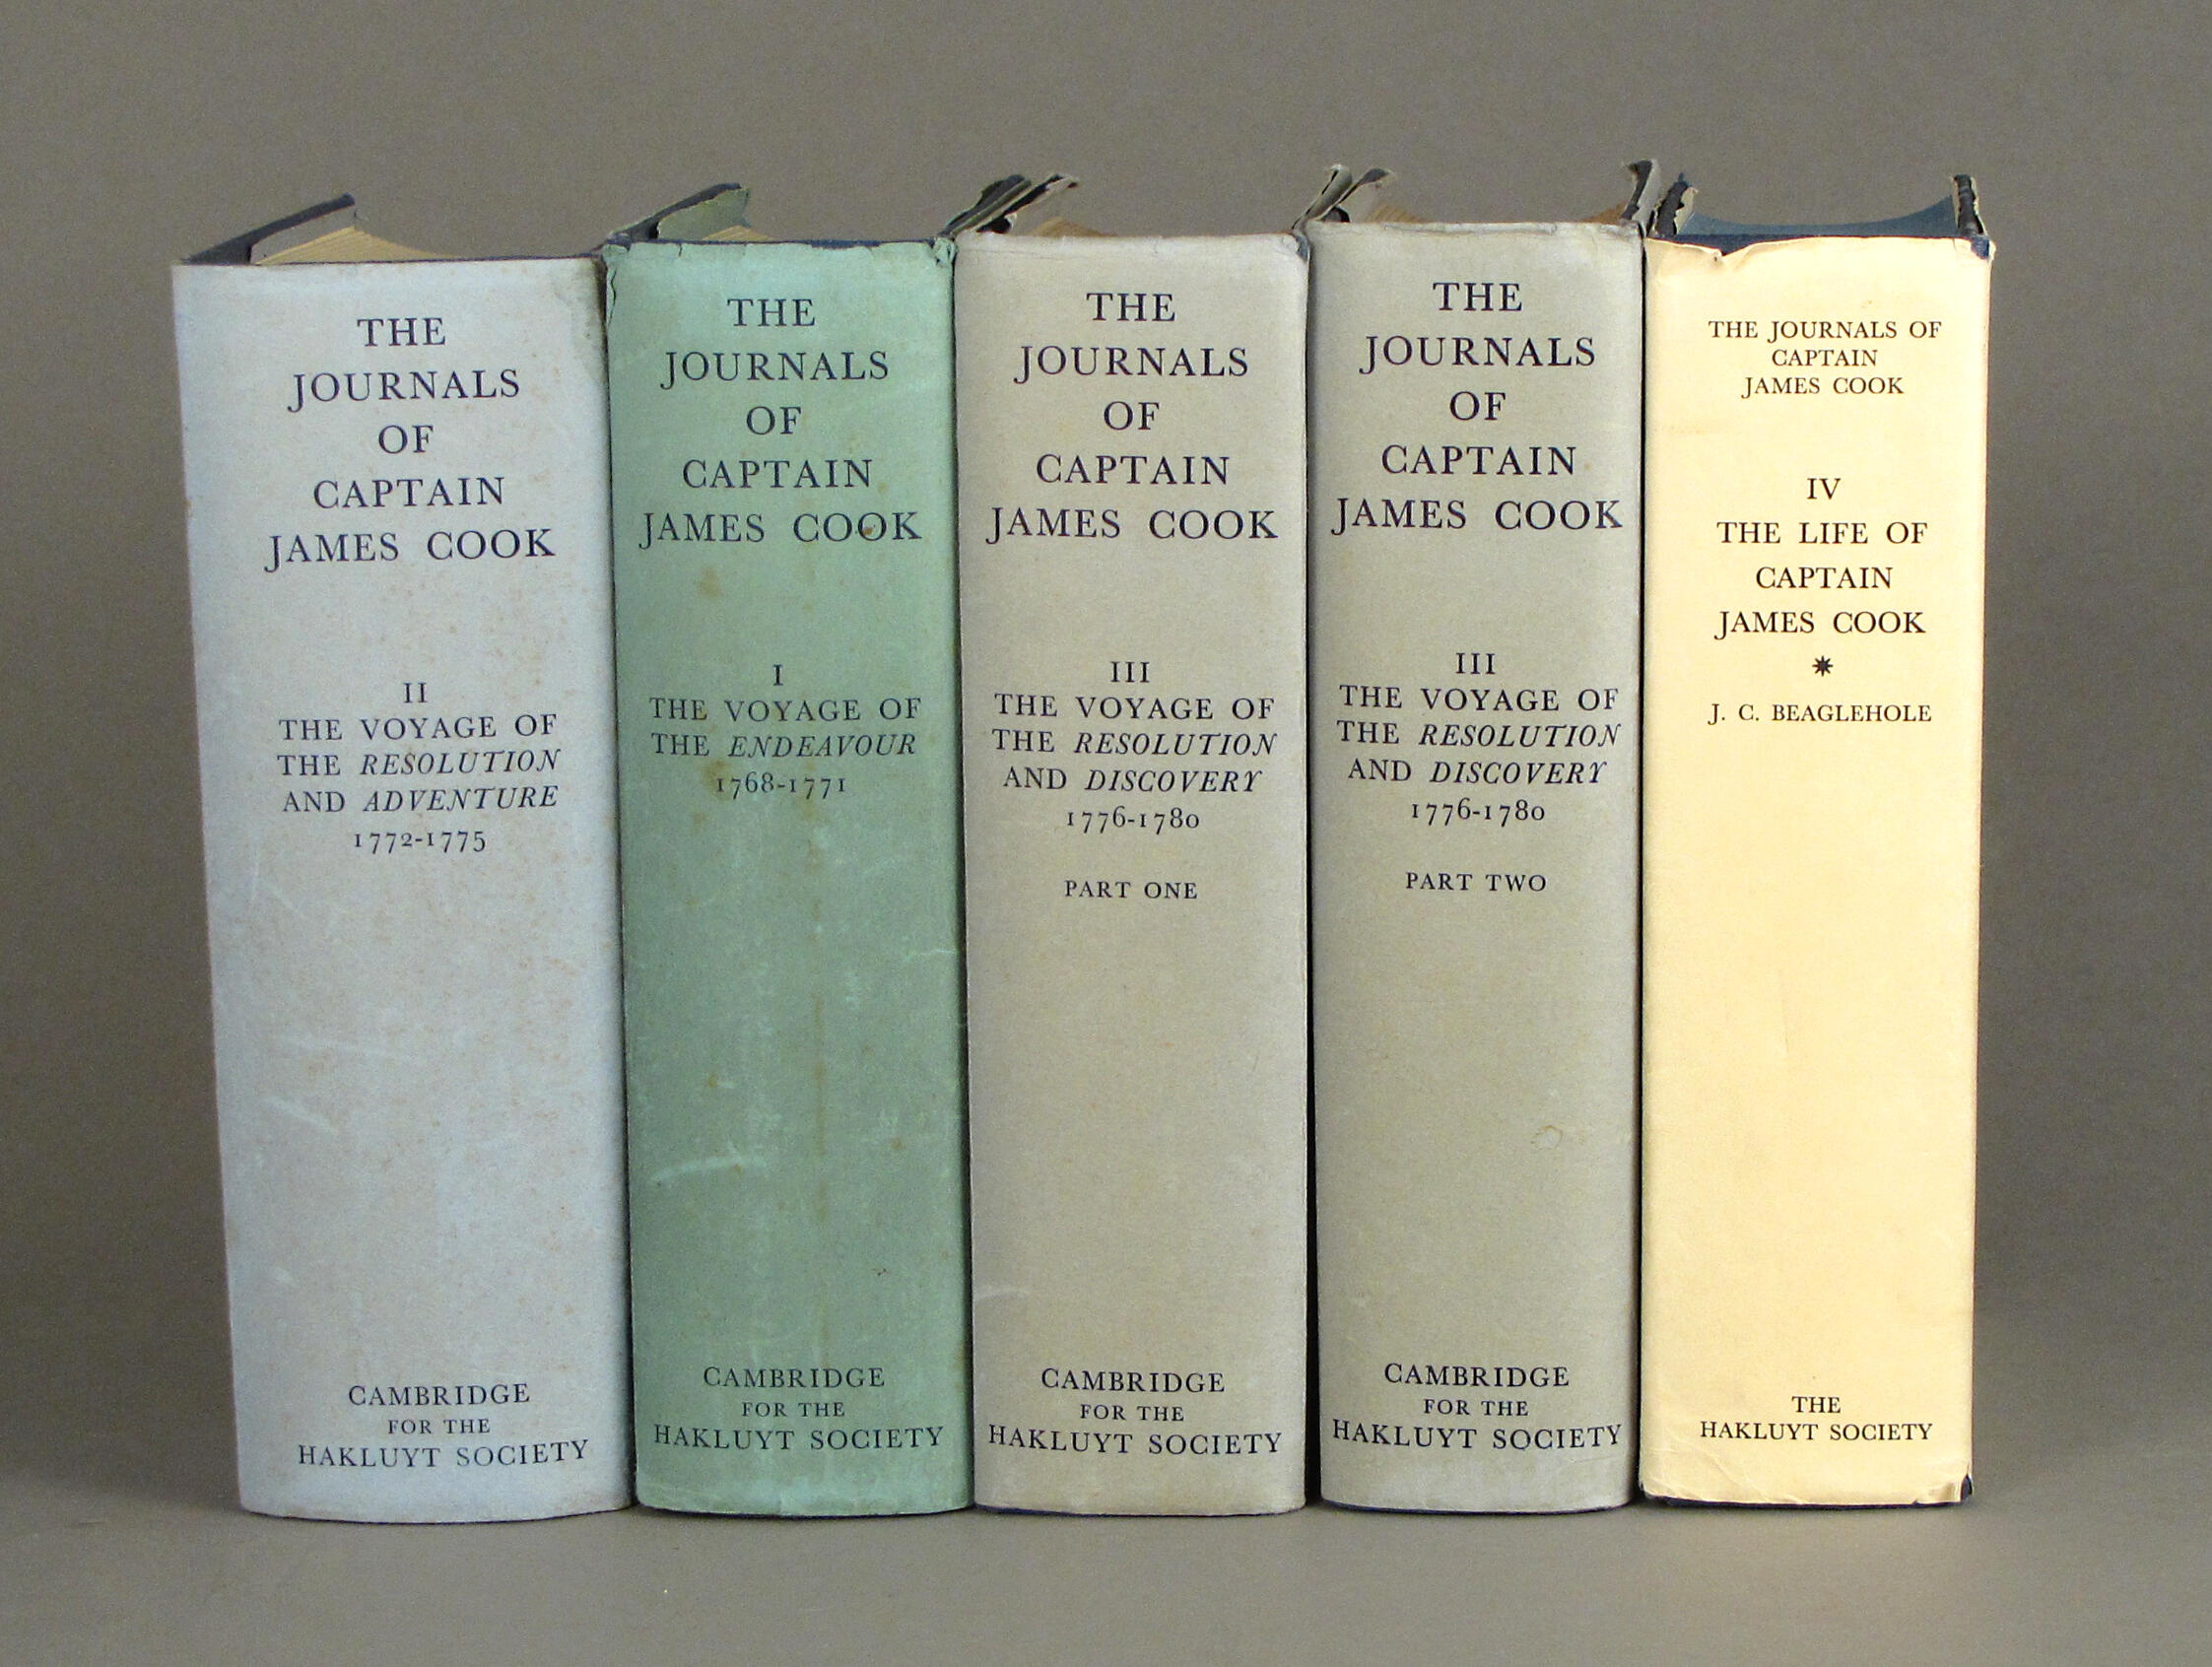 THE
JOURNALS
OF
CAPTAIN
JAMES COOK
II
THE VOYAGE OF
THE RESOLUTION
AND ADVENTURE
1772-1775
CAMBRIDGE
FOR THE
HAKLUYT SOCIETY
THE
JOURNALS
OF
CAPTAIN
JAMES COOK
I
THE VOYAGE OF
THE ENDEAVOUR
1768-1771
CAMBRIDGE
FOR THE
HAKLUYT SOCIETY
THE
JOURNALS
OF
CAPTAIN
JAMES COOK
III
THE VOYAGE OF
THE RESOLUTION
AND DISCOVERY
1776-1780
PART ONE
CAMBRIDGE
FOR THE
HAKLUYT SOCIETY
THE
JOURNALS
OF
CAPTAIN
JAMES COOK
III
THE VOYAGE OF
THE RESOLUTION
AND DISCOVERY
1776-1780
PART TWO
CAMBRIDGE
FOR THE
HAKLUYT SOCIETY
THE JOURNALS OF
CAPTAIN
JAMES COOK
IV
THE LIFE OF
CAPTAIN
JAMES COOK
J. C. BEAGLEHOLE
THE
HAKLUYT SOCIETY